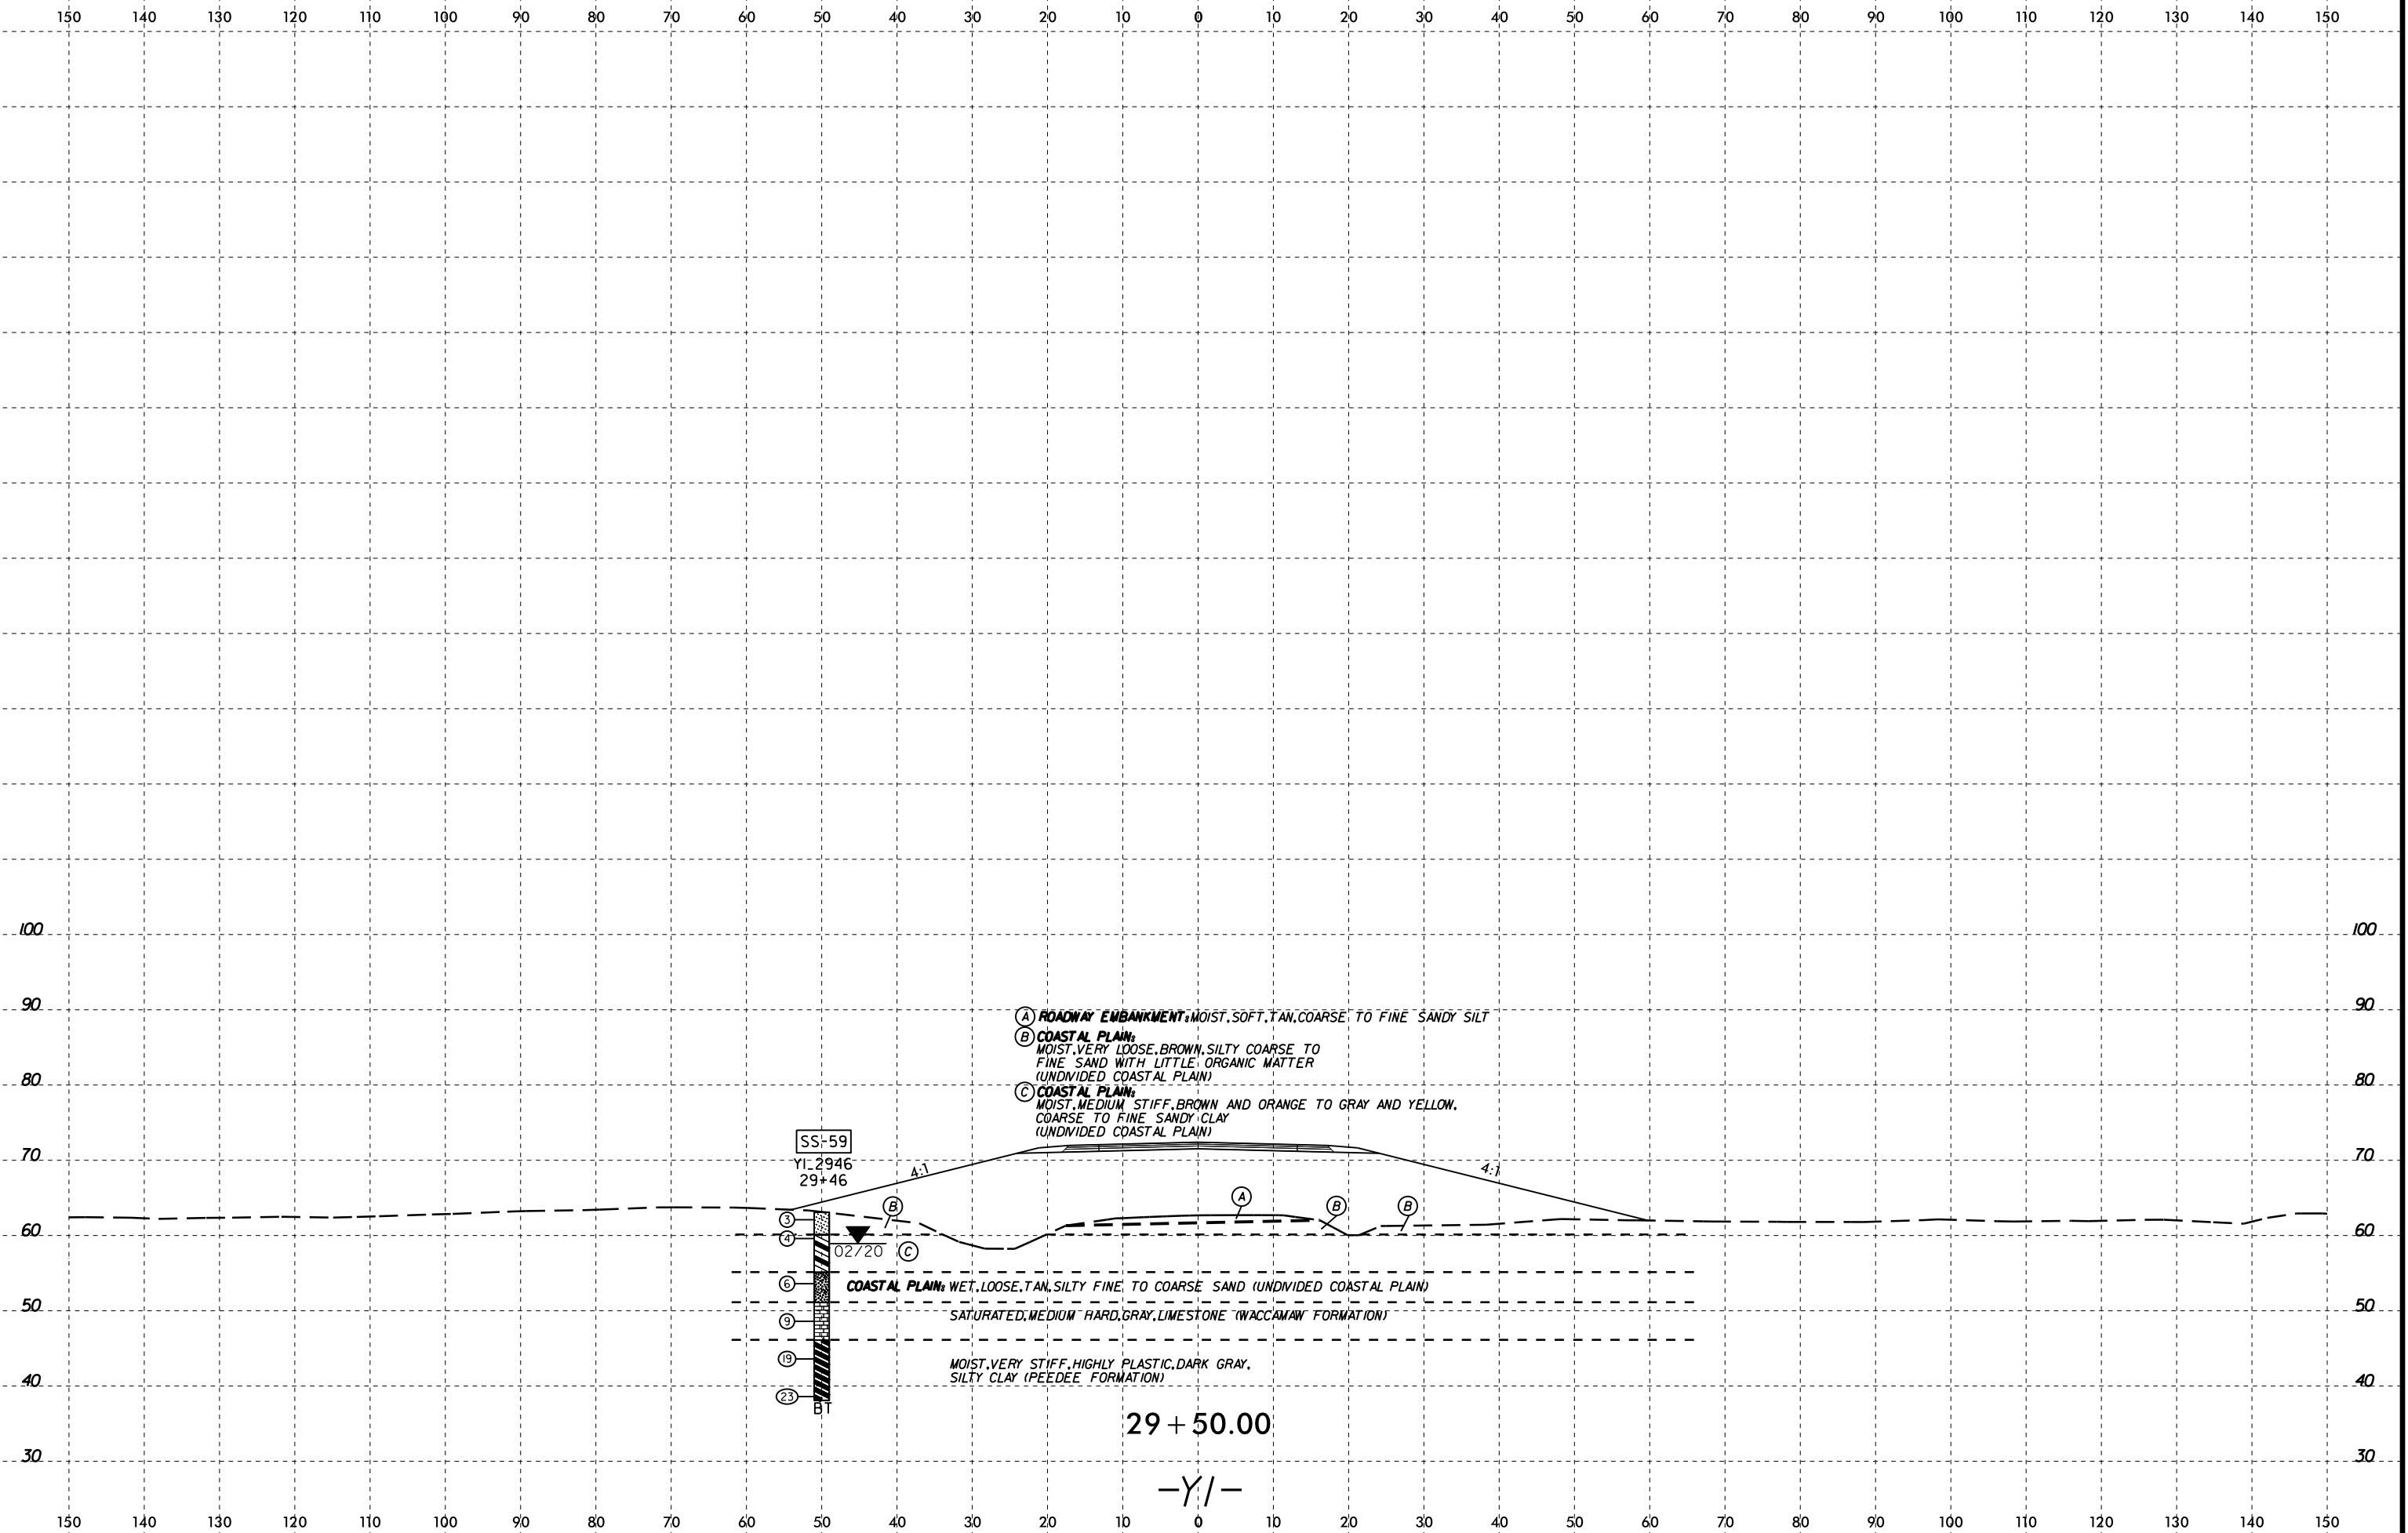 150 140 130 120 110 100 90 80 70 60 50 40 30 20 10 0 10 20 30 40 50 60 70 80 90 100 110 120 130 140 150
100 100
90 90
(A) ROADWAY EMBANKMENT: MOIST, SOFT, TAN, COARSE TO FINE SANDY SILT
(B) COASTAL PLAIN:
MOIST, VERY LOOSE, BROWN, SILTY COARSE TO
FINE SAND WITH LITTLE ORGANIC MATTER
(UNDIVIDED COASTAL PLAIN)
80 80
(C) COASTAL PLAIN:
MOIST, MEDIUM STIFF, BROWN AND ORANGE TO GRAY AND YELLOW,
COARSE TO FINE SANDY CLAY
(UNDIVIDED COASTAL PLAIN)
SS-59
70 70
Y1_2946
4:1 4:1
29+46
A
B B B
3
60 60
4
02/20 C
6 COASTAL PLAIN: WET, LOOSE, TAN, SILTY FINE TO COARSE SAND (UNDIVIDED COASTAL PLAIN)
50 50
9 SATURATED, MEDIUM HARD, GRAY, LIMESTONE (WACCAMAW FORMATION)
19 MOIST, VERY STIFF, HIGHLY PLASTIC, DARK GRAY,
SILTY CLAY (PEEDEE FORMATION)
40 40
23
BT
29+50.00
30 30
-Y1-
150 140 130 120 110 100 90 80 70 60 50 40 30 20 10 0 10 20 30 40 50 60 70 80 90 100 110 120 130 140 150